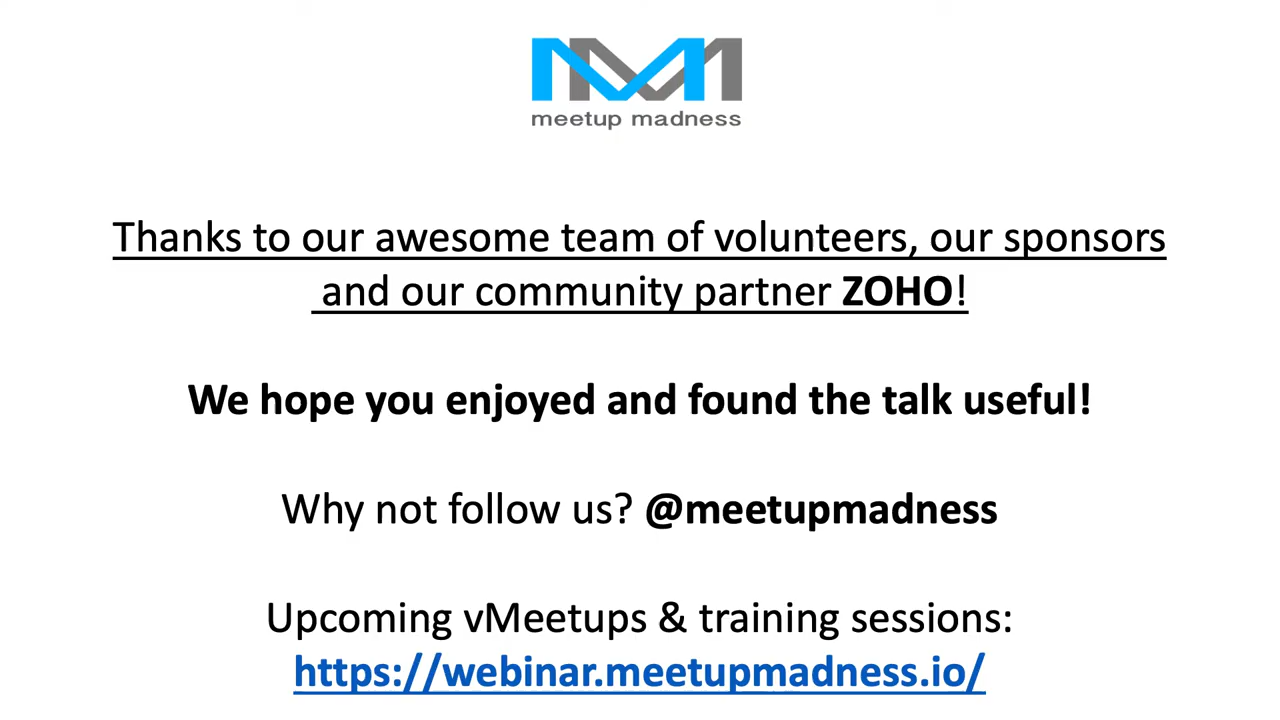 meetup madness
Thanks to our awesome team of volunteers, our sponsors
and our community partner ZOHO!
We hope you enjoyed and found the talk useful!
Why not follow us? @meetupmadness
Upcoming vMeetups & training sessions:
https://webinar.meetupmadness.io/